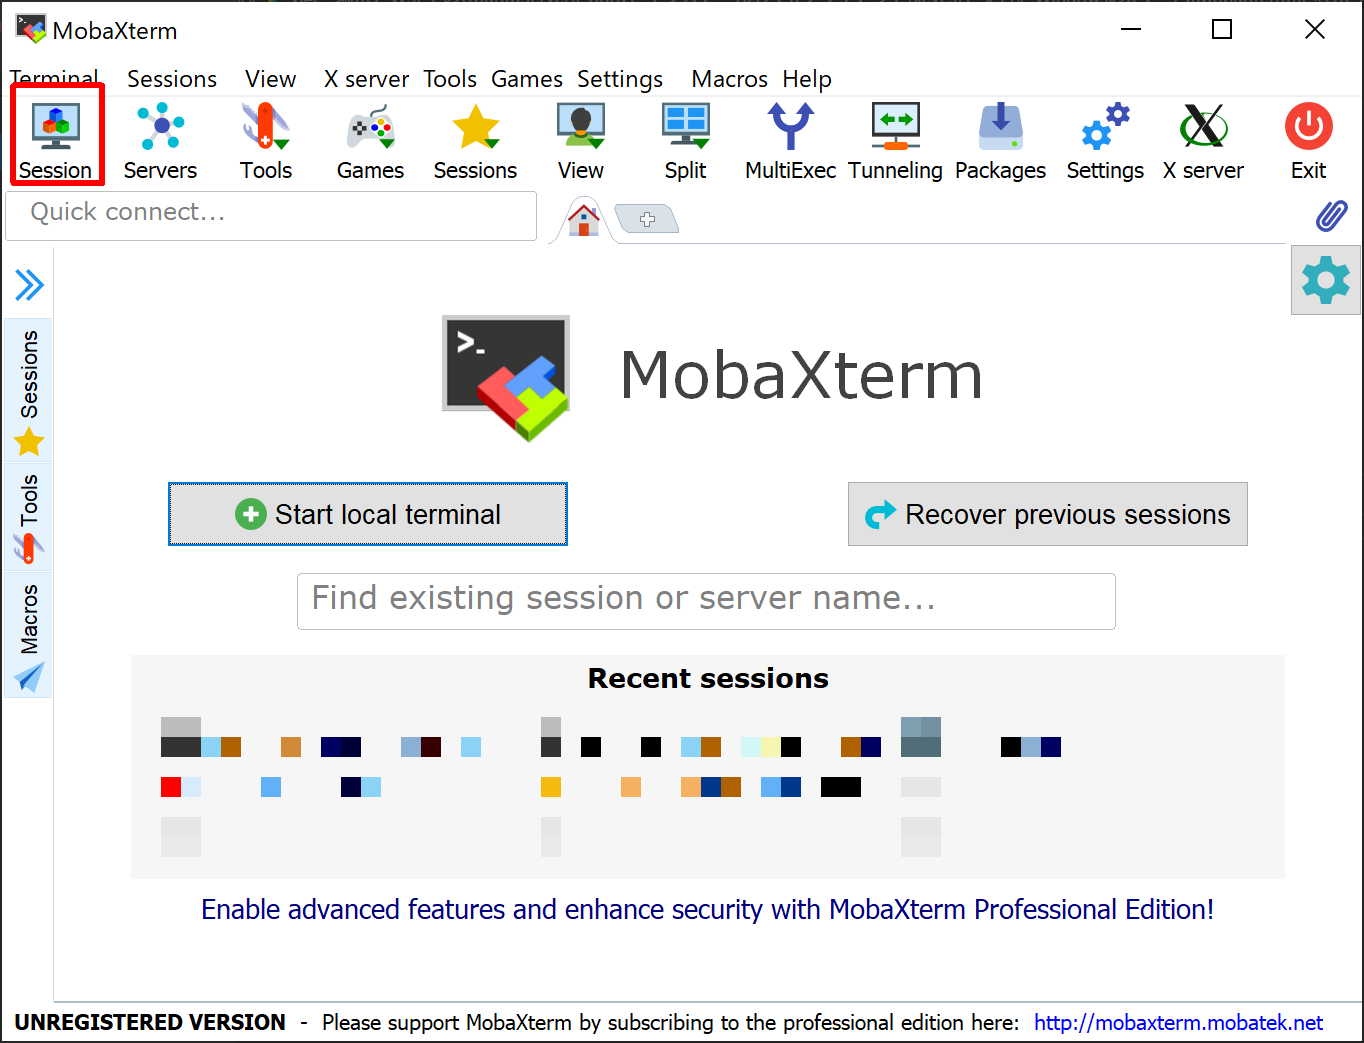 MobaXterm
Terminal Sessions View X server Tools Games Settings Macros Help
Session Servers Tools Games Sessions View Split MultiExec Tunneling Packages Settings X server Exit
Quick connect...
Sessions
Tools
Macros
>_
MobaXterm
Start local terminal
Recover previous sessions
Find existing session or server name...
Recent sessions
Enable advanced features and enhance security with MobaXterm Professional Edition!
UNREGISTERED VERSION - Please support MobaXterm by subscribing to the professional edition here: http://mobaxterm.mobatek.net